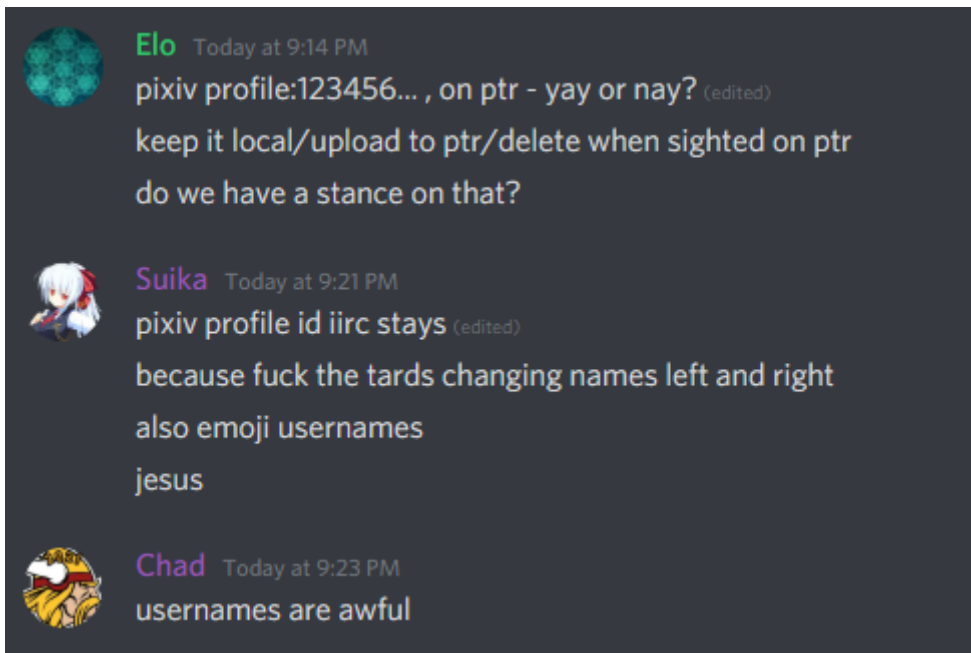 Elo Today at 9:14 PM
pixiv profile:123456... , on ptr - yay or nay? (edited)
keep it local/upload to ptr/delete when sighted on ptr
do we have a stance on that?
Suika Today at 9:21 PM
pixiv profile id iirc stays (edited)
because fuck the tards changing names left and right
also emoji usernames
jesus
Chad Today at 9:23 PM
usernames are awful